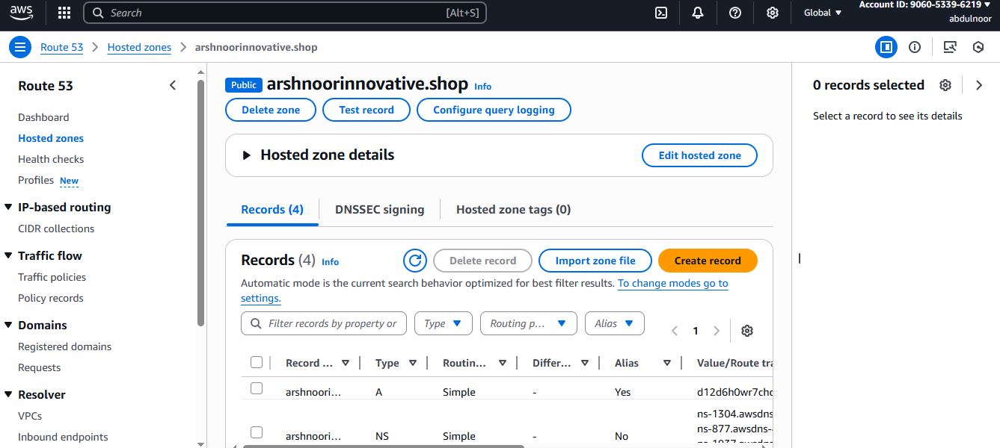 aws
Search [Alt+S]
Global
Account ID: 9060-5339-6219
abdulnoor
Route 53 Hosted zones arshnoorinnovative.shop
Route 53
Dashboard
Hosted zones
Health checks
Profiles New
IP-based routing
CIDR collections
Traffic flow
Traffic policies
Policy records
Domains
Registered domains
Requests
Resolver
VPCs
Inbound endpoints
Public arshnoorinnovative.shop Info
Delete zone Test record Configure query logging
Hosted zone details Edit hosted zone
Records (4) DNSSEC signing Hosted zone tags (0)
Records (4) Info Delete record Import zone file Create record
Automatic mode is the current search behavior optimized for best filter results. To change modes go to
settings.
Filter records by property or Type Routing p... Alias 1
Record ... Type Routin... Differ... Alias Value/Route tra
arshnoori... A Simple - Yes d12d6h0wr7chc
ns-1304.awsdns
arshnoori... NS Simple - No ns-877.awsdns-
0 records selected
Select a record to see its details